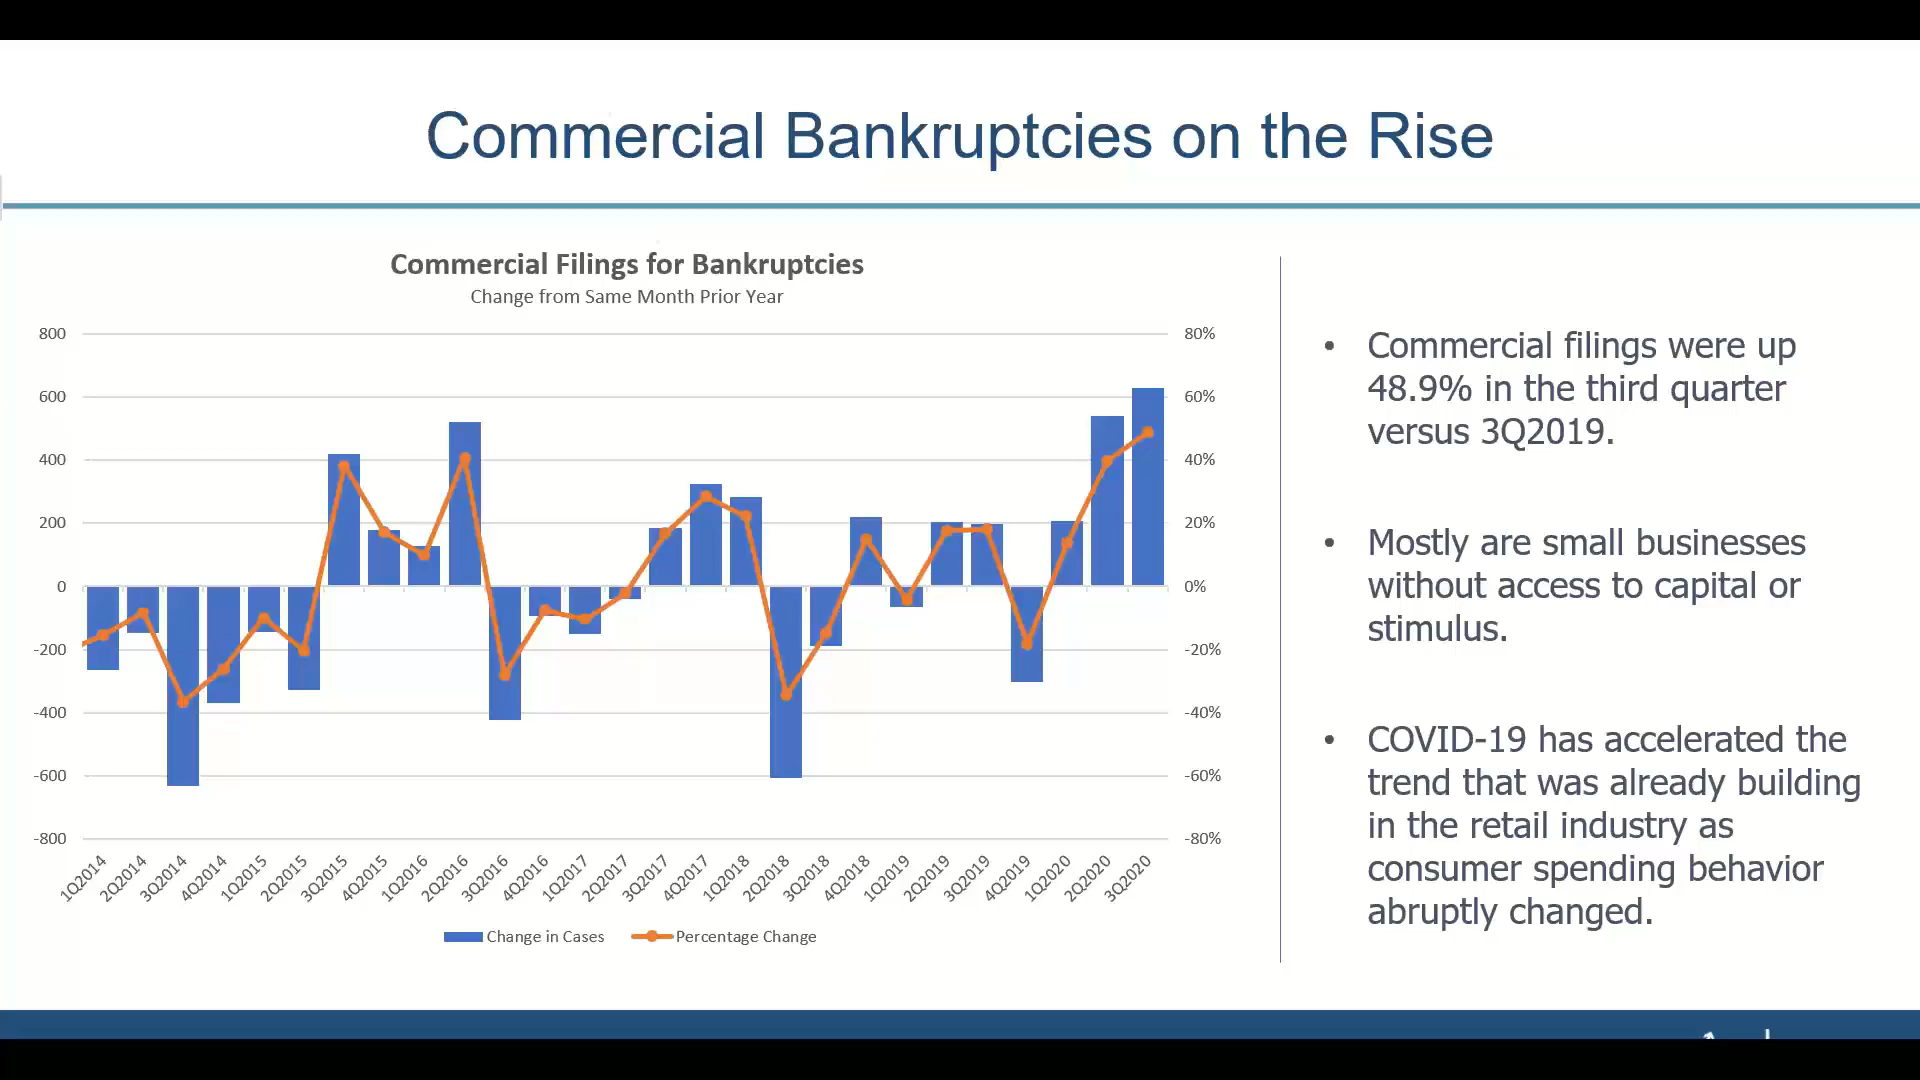 Commercial Bankruptcies on the Rise
Commercial Filings for Bankruptcies
Change from Same Month Prior Year
800
600
400
200
0
-200
-400
-600
-800
80%
60%
40%
20%
0%
-20%
-40%
-60%
-80%
1Q2014
2Q2014
3Q2014
4Q2014
1Q2015
2Q2015
3Q2015
4Q2015
1Q2016
2Q2016
3Q2016
4Q2016
1Q2017
2Q2017
3Q2017
4Q2017
1Q2018
2Q2018
3Q2018
4Q2018
1Q2019
2Q2019
3Q2019
4Q2019
1Q2020
2Q2020
3Q2020
Change in Cases
Percentage Change
• Commercial filings were up
48.9% in the third quarter
versus 3Q2019.
• Mostly are small businesses
without access to capital or
stimulus.
• COVID-19 has accelerated the
trend that was already building
in the retail industry as
consumer spending behavior
abruptly changed.